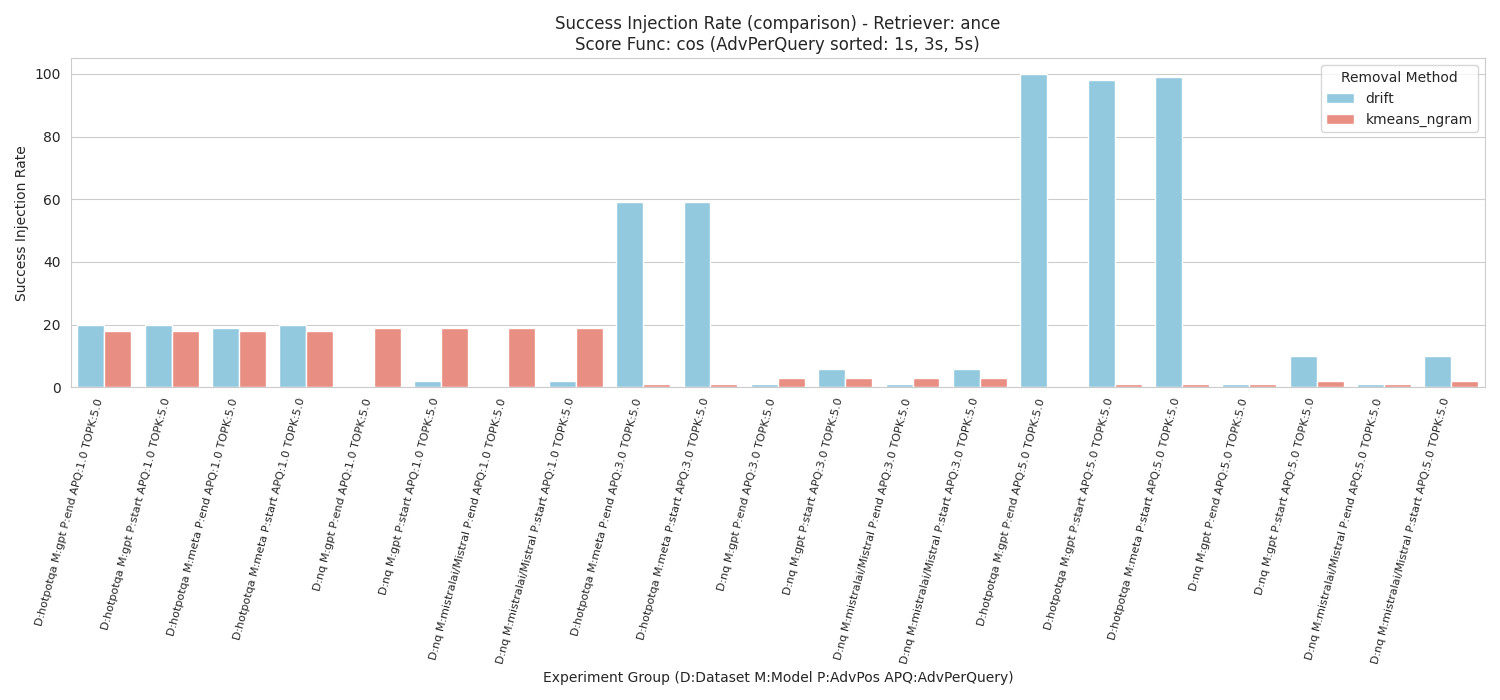 Success Injection Rate (comparison) - Retriever: ance
Score Func: cos (AdvPerQuery sorted: 1s, 3s, 5s)
Removal Method
drift
kmeans_ngram
Success Injection Rate
100
80
60
40
20
0
D:hotpotqa M:gpt P:end APQ:1.0 TOPK:5.0
D:hotpotqa M:gpt P:start APQ:1.0 TOPK:5.0
D:hotpotqa M:meta P:end APQ:1.0 TOPK:5.0
D:hotpotqa M:meta P:start APQ:1.0 TOPK:5.0
D:nq M:gpt P:end APQ:1.0 TOPK:5.0
D:nq M:gpt P:start APQ:1.0 TOPK:5.0
D:nq M:mistralai/Mistral P:end APQ:1.0 TOPK:5.0
D:nq M:mistralai/Mistral P:start APQ:1.0 TOPK:5.0
D:hotpotqa M:meta P:end APQ:3.0 TOPK:5.0
D:hotpotqa M:meta P:start APQ:3.0 TOPK:5.0
D:nq M:gpt P:end APQ:3.0 TOPK:5.0
D:nq M:gpt P:start APQ:3.0 TOPK:5.0
D:nq M:mistralai/Mistral P:end APQ:3.0 TOPK:5.0
D:nq M:mistralai/Mistral P:start APQ:3.0 TOPK:5.0
D:hotpotqa M:gpt P:end APQ:5.0 TOPK:5.0
D:hotpotqa M:gpt P:start APQ:5.0 TOPK:5.0
D:hotpotqa M:meta P:start APQ:5.0 TOPK:5.0
D:nq M:gpt P:end APQ:5.0 TOPK:5.0
D:nq M:gpt P:start APQ:5.0 TOPK:5.0
D:nq M:mistralai/Mistral P:end APQ:5.0 TOPK:5.0
D:nq M:mistralai/Mistral P:start APQ:5.0 TOPK:5.0
Experiment Group (D:Dataset M:Model P:AdvPos APQ:AdvPerQuery)